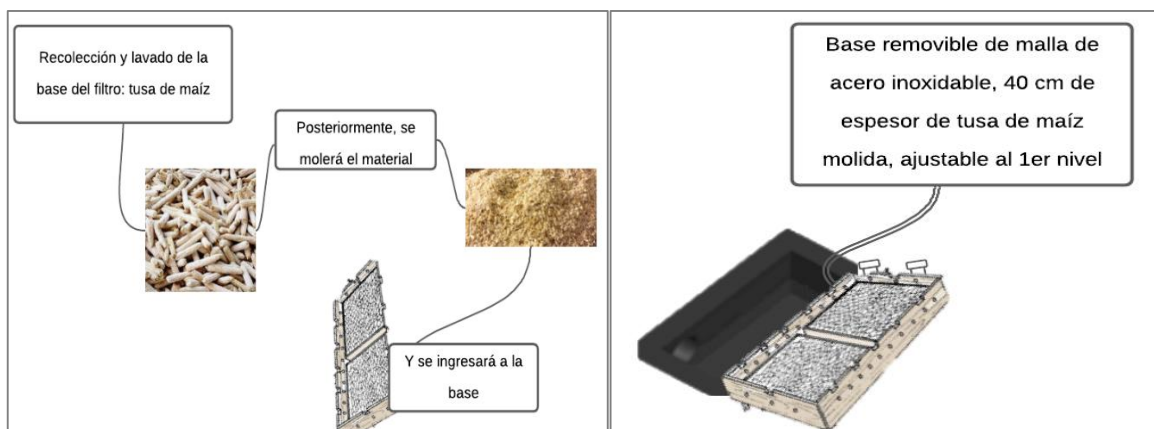 Recolección y lavado de la
base del filtro: tusa de maíz
Posteriormente, se
molerá el material
Y se ingresará a la
base
Base removible de malla de
acero inoxidable, 40 cm de
espesor de tusa de maíz
molida, ajustable al 1er nivel